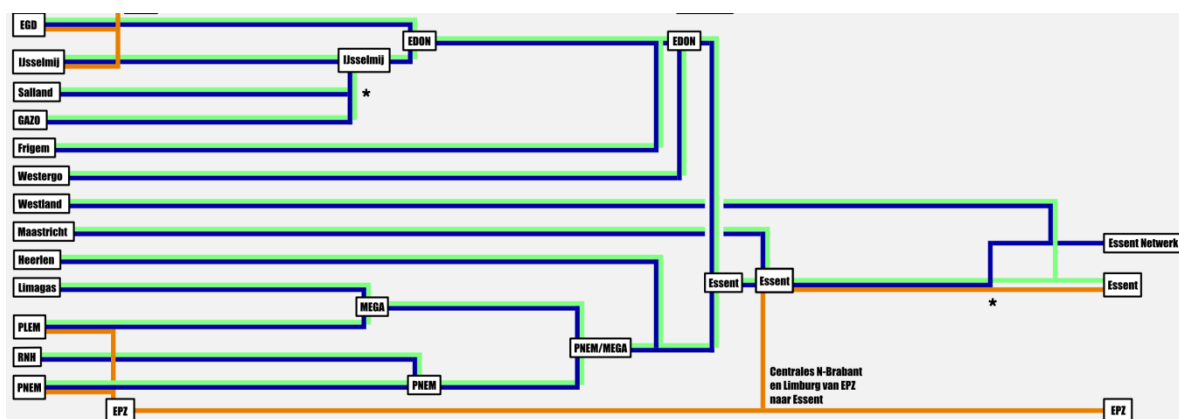 EGD
EDON
EDON
IJsselmij
IJsselmij
Salland
*
GAZO
Frigem
Westergo
Westland
Maastricht
Essent Netwerk
Heerlen
Essent
Essent
Essent
Limagas
*
MEGA
PLEM
PNEM/MEGA
RNH
Centrales N-Brabant
en Limburg van EPZ
naar Essent
PNEM
PNEM
EPZ
EPZ